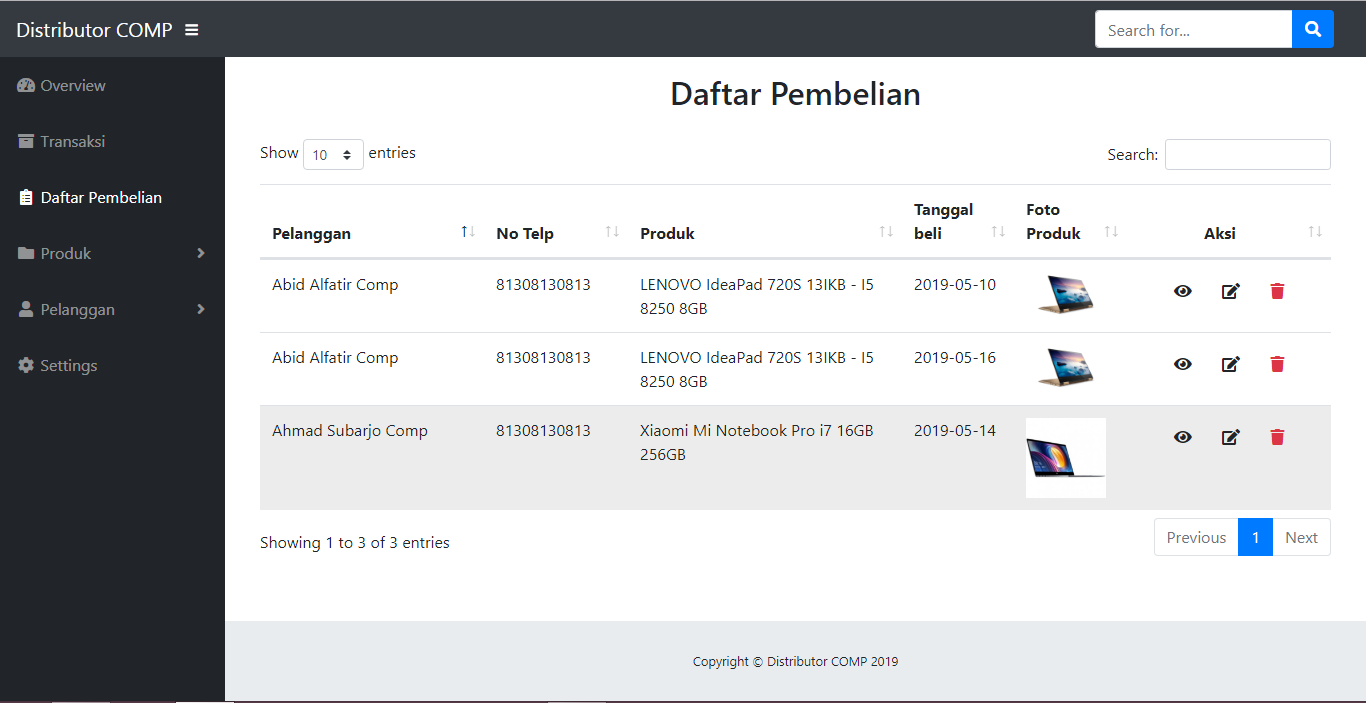 Distributor COMP
Search for...
Overview
Transaksi
Daftar Pembelian
Produk
Pelanggan
Settings
Daftar Pembelian
Show 10 entries
Search:
Pelanggan No Telp Produk Tanggal beli Foto Produk Aksi
Abid Alfatir Comp 81308130813 LENOVO IdeaPad 720S 13IKB - I5 2019-05-10
8250 8GB
Abid Alfatir Comp 81308130813 LENOVO IdeaPad 720S 13IKB - I5 2019-05-16
8250 8GB
Ahmad Subarjo Comp 81308130813 Xiaomi Mi Notebook Pro i7 16GB 2019-05-14
256GB
Showing 1 to 3 of 3 entries
Previous 1 Next
Copyright © Distributor COMP 2019